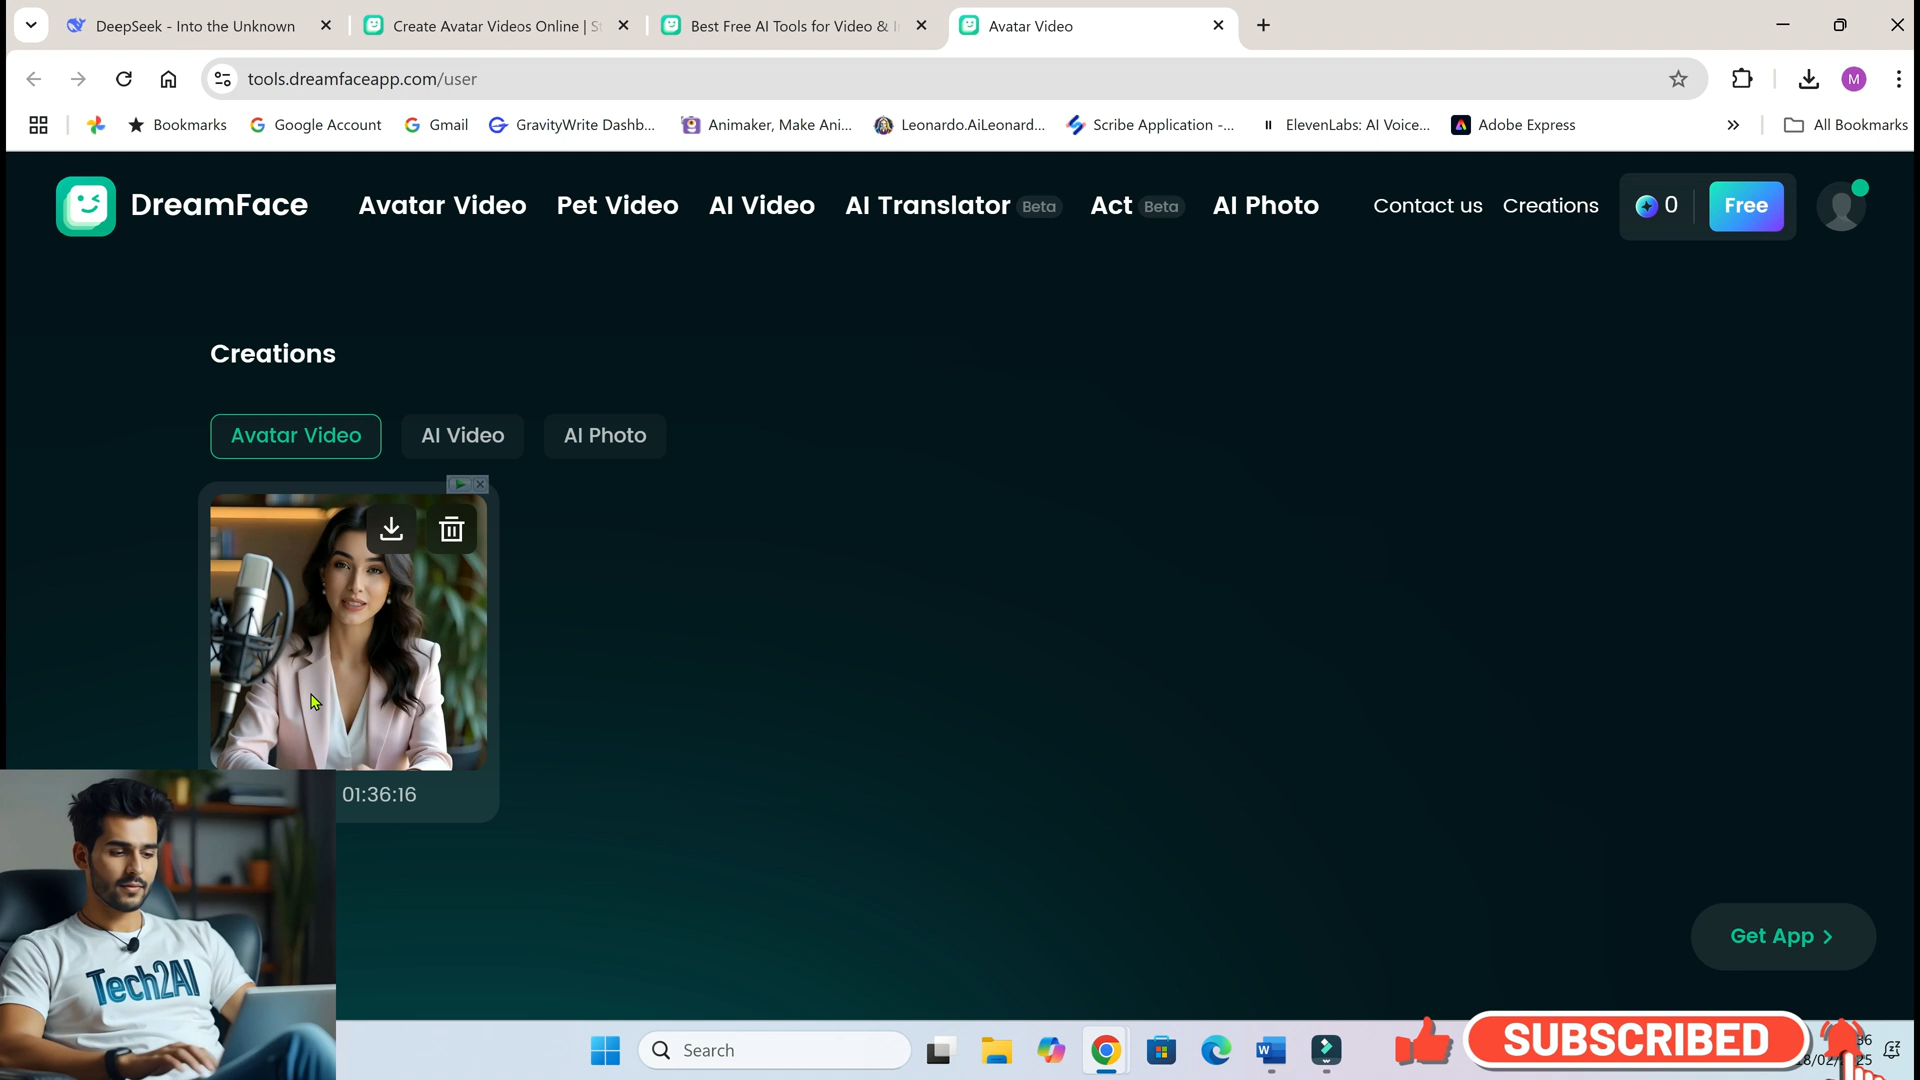 DeepSeek - Into the Unknown
Create Avatar Videos Online | St
Best Free AI Tools for Video &
Avatar Video
tools.dreamfaceapp.com/user
M
Bookmarks
Google Account
Gmail
GravityWrite Dashb...
Animaker, Make Ani...
Leonardo.AiLeonard...
Scribe Application -...
ElevenLabs: AI Voice...
Adobe Express
All Bookmarks
DreamFace
Avatar Video
Pet Video
AI Video
AI Translator Beta
Act Beta
AI Photo
Contact us
Creations
0
Free
Creations
Avatar Video
AI Video
AI Photo
01:36:16
Tech2AI
Get App >
Search
SUBSCRIBED